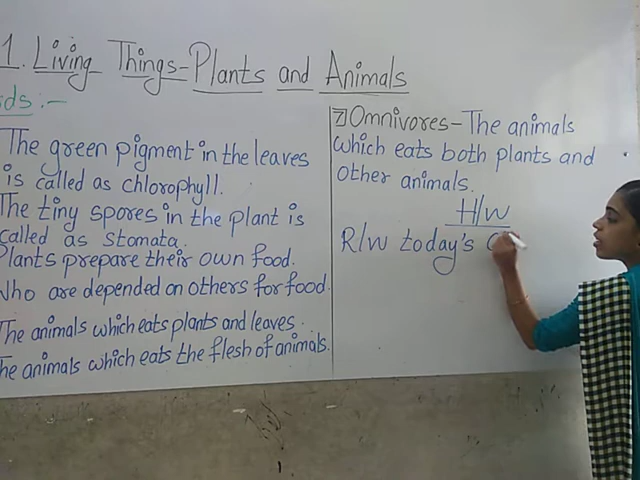 1. Living Things-Plants and Animals
ds:-
The green pigment in the leaves
is called as chlorophyll.
The tiny spores in the plant is
called as Stomata.
Plants prepare their own food.
Who are depended on others for food.
The animals which eats plants and leaves.
The animals which eats the flesh of animals.
7) Omnivores-The animals
which eats both plants and
other animals.
H/W
R/W today's C